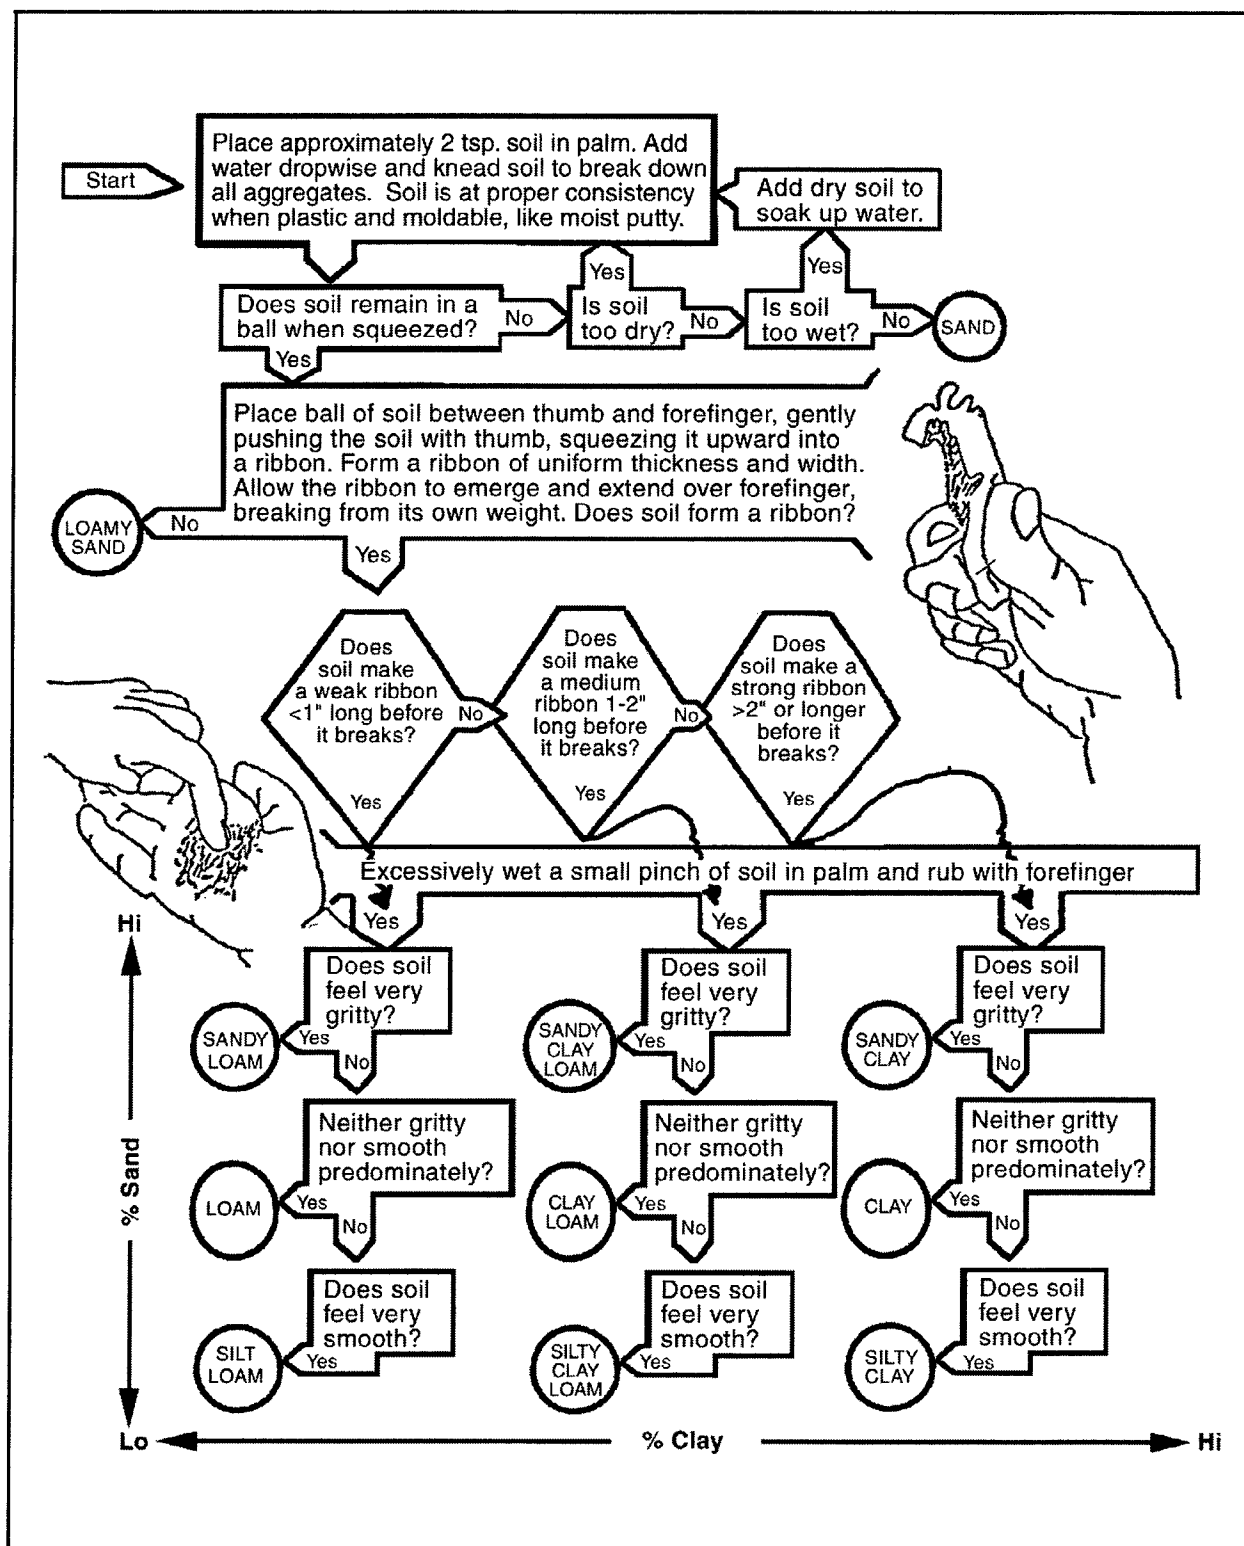 Start
Place approximately 2 tsp. soil in palm. Add
water dropwise and knead soil to break down
all aggregates. Soil is at proper consistency
when plastic and moldable, like moist putty.
Add dry soil to
soak up water.
Yes
Yes
Does soil remain in a
ball when squeezed?
No
Is soil
too dry?
No
Is soil
too wet?
No
SAND
Yes
Place ball of soil between thumb and forefinger, gently
pushing the soil with thumb, squeezing it upward into
a ribbon. Form a ribbon of uniform thickness and width.
Allow the ribbon to emerge and extend over forefinger,
breaking from its own weight. Does soil form a ribbon?
No
LOAMY
SAND
Yes
Does
soil make
a weak ribbon
<1" long before
it breaks?
No
Yes
Does
soil make
a medium
ribbon 1-2"
long before
it breaks?
No
Yes
Does
soil make a
strong ribbon
>2" or longer
before it
breaks?
Yes
Excessively wet a small pinch of soil in palm and rub with forefinger
Yes
Yes
Yes
Hi
Does soil
feel very
gritty?
Yes
SANDY
LOAM
No
Does soil
feel very
gritty?
Yes
SANDY
CLAY
LOAM
No
Does soil
feel very
gritty?
Yes
SANDY
CLAY
No
Neither gritty
nor smooth
predominately?
Yes
LOAM
No
Neither gritty
nor smooth
predominately?
Yes
CLAY
LOAM
No
Neither gritty
nor smooth
predominately?
Yes
CLAY
No
% Sand
Does soil
feel very
smooth?
Yes
SILT
LOAM
Does soil
feel very
smooth?
Yes
SILTY
CLAY
LOAM
Does soil
feel very
smooth?
Yes
SILTY
CLAY
Lo
% Clay
Hi